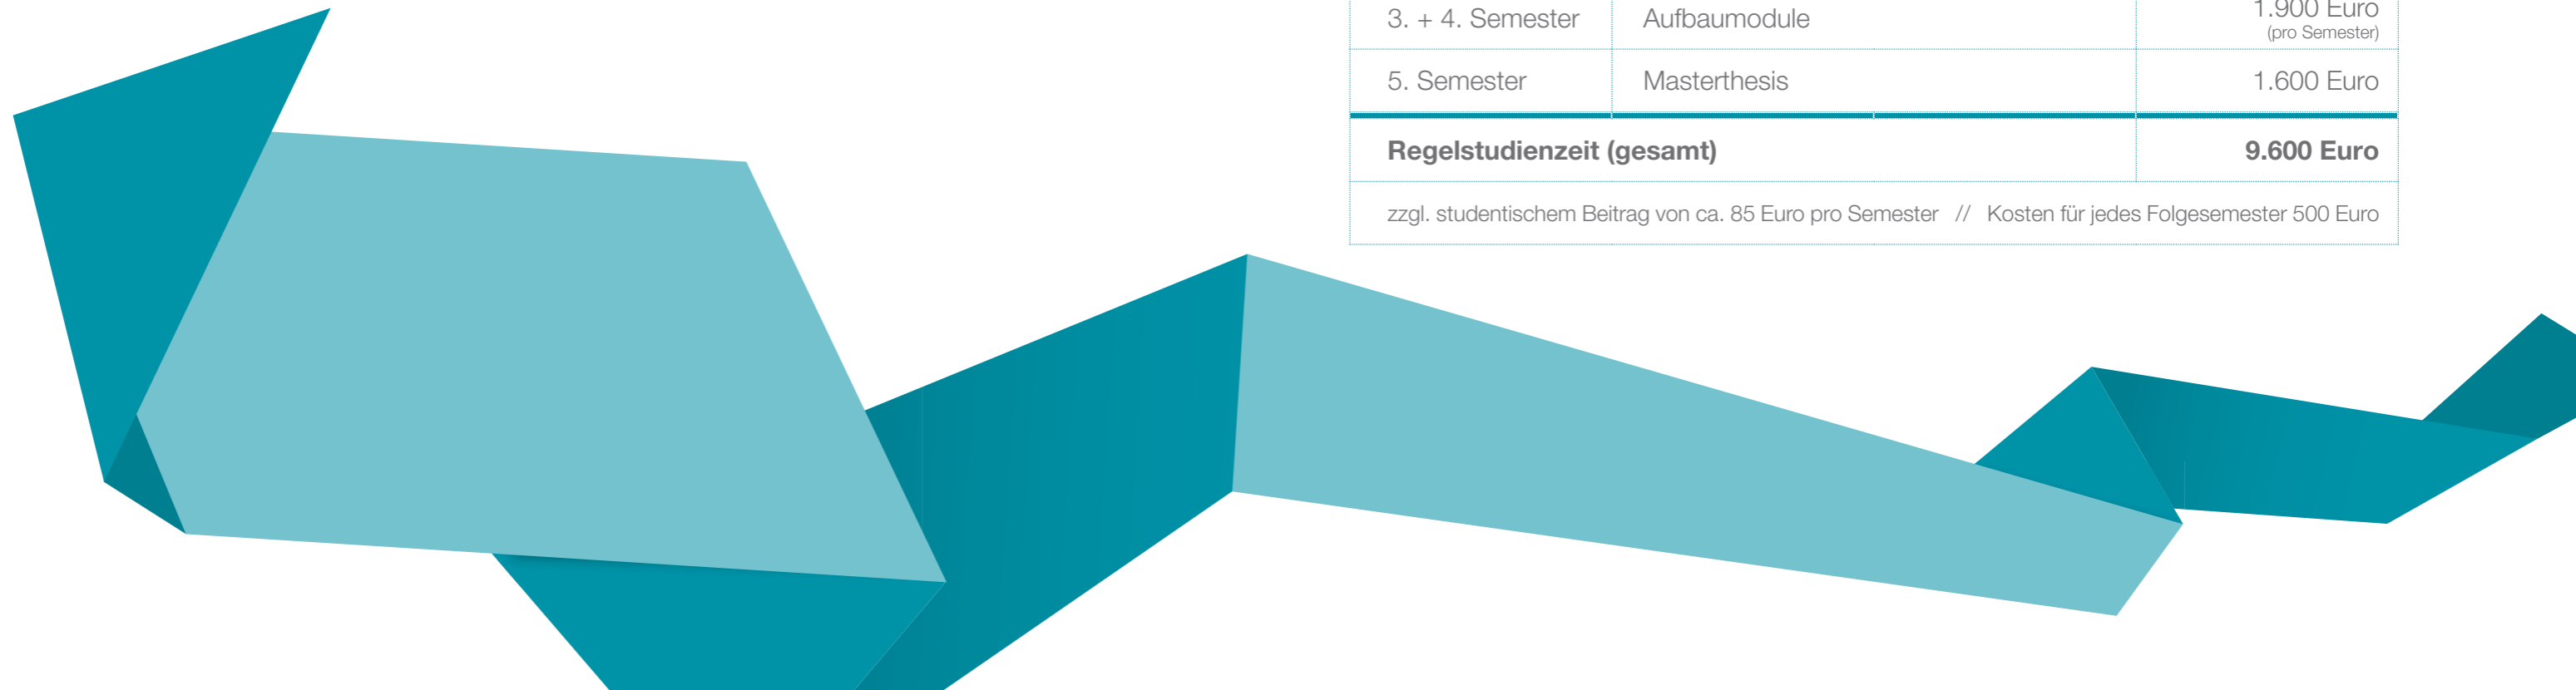 3. + 4. Semester Aufbaumodule 1.900 Euro
(pro Semester)
5. Semester Masterthesis 1.600 Euro
Regelstudienzeit (gesamt) 9.600 Euro
zzgl. studentischem Beitrag von ca. 85 Euro pro Semester // Kosten für jedes Folgesemester 500 Euro